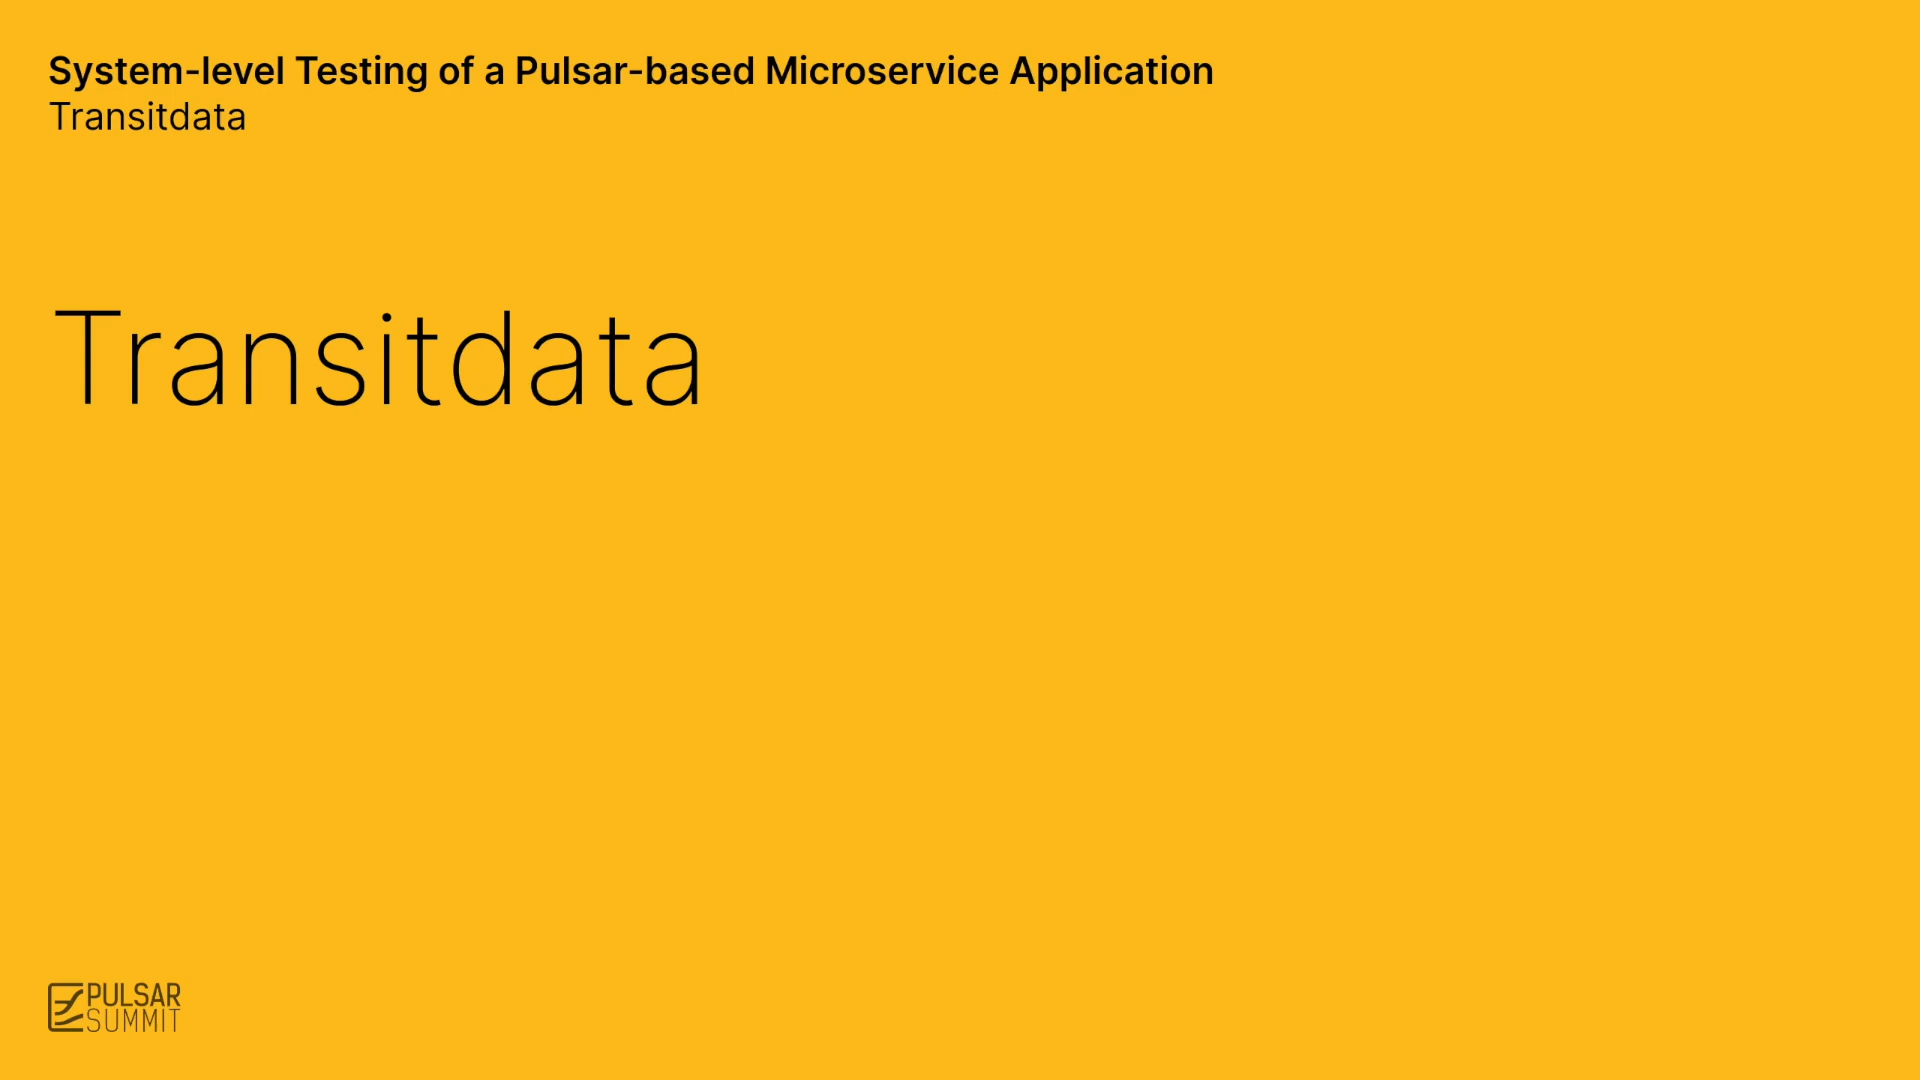 System-level Testing of a Pulsar-based Microservice Application
Transitdata
Transitdata
PULSAR
SUMMIT